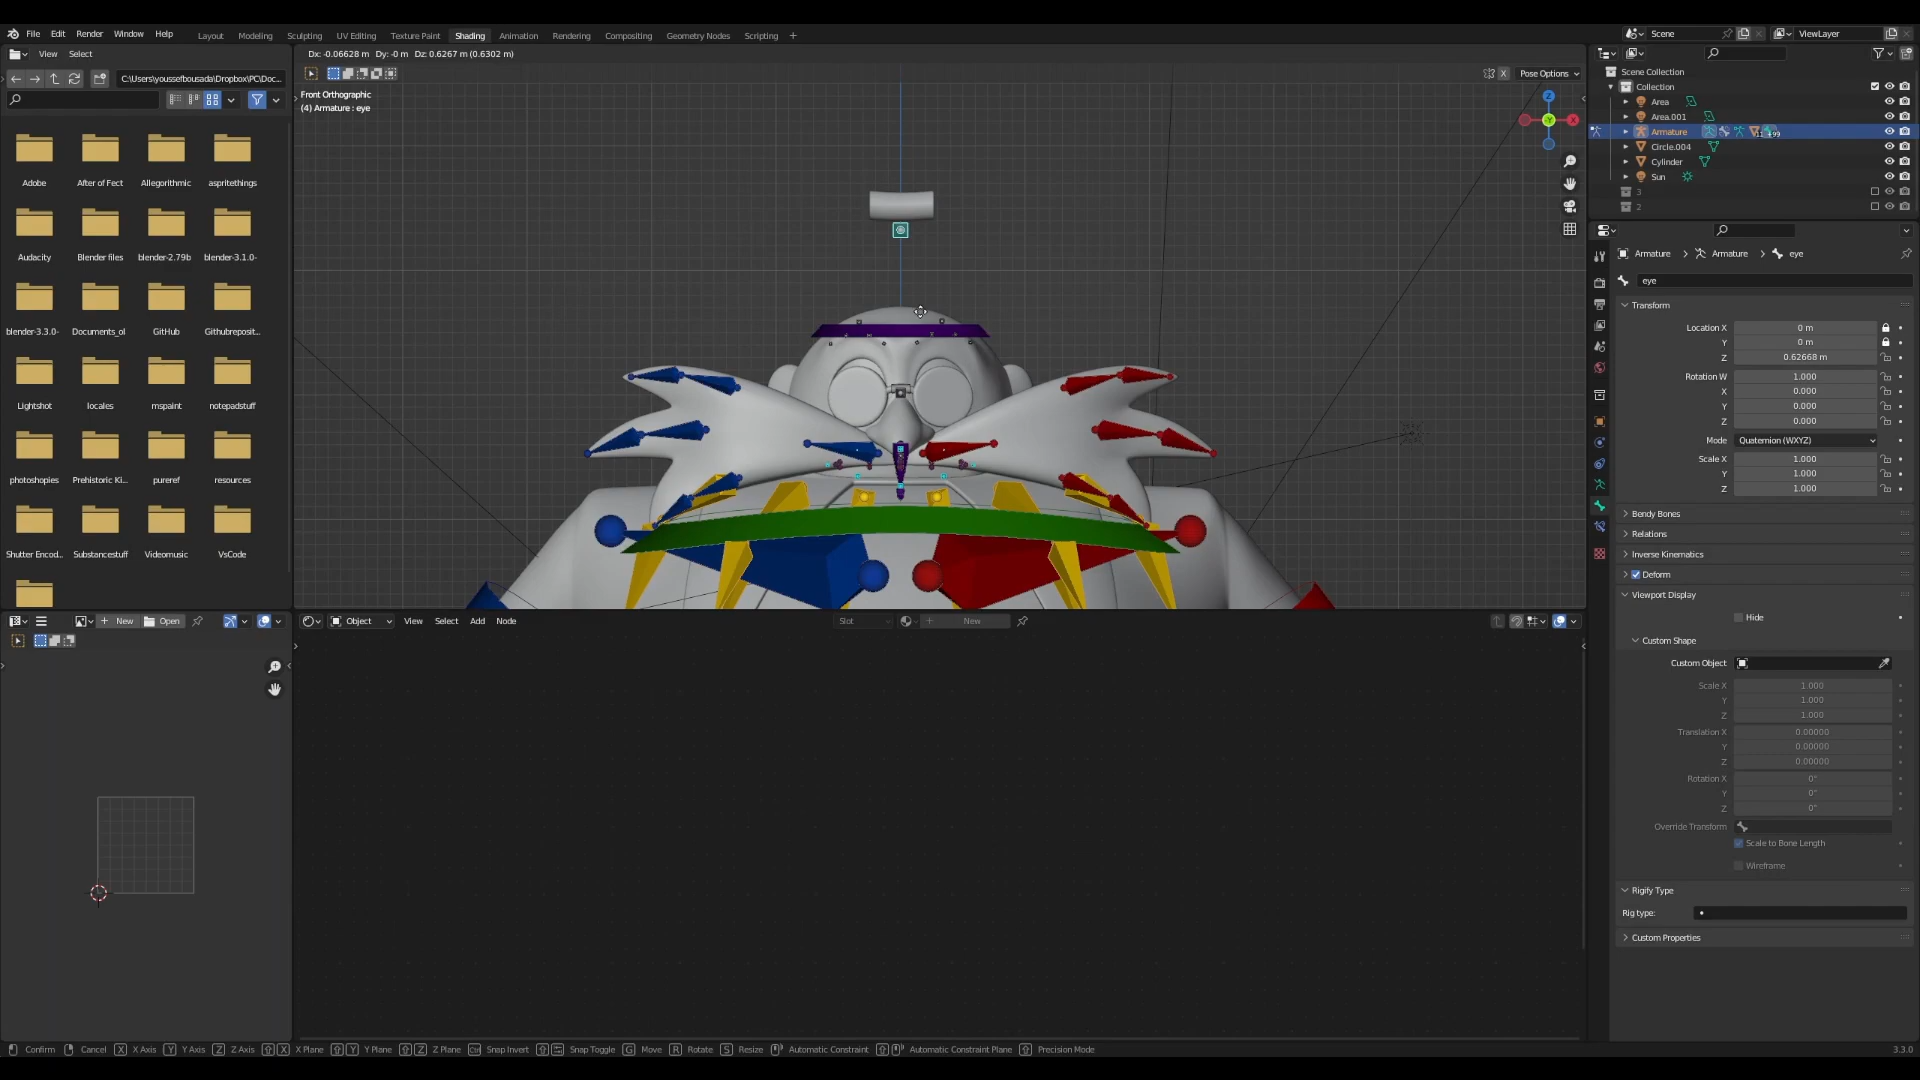 File Edit Render Window Help
Layout Modeling Sculpting UV Editing Texture Paint Shading Animation Rendering Compositing Geometry Nodes Scripting +
Scene
ViewLayer
View Select
C:\Users\youssefbousada\Dropbox\PC\Doc...
Adobe After of Fect Allegorithmic aspritethings
Audacity Blender files blender-2.79b blender-3.1.0-
blender-3.3.0- Documents_ol GitHub Githubreposit...
Lightshot locales mspaint notepadstuff
photoshopies Prehistoric Ki... pureref resources
Shutter Encod... Substancestuff Videomusic VsCode
Dx: -0.06628 m Dy: -0 m Dz: 0.6267 m (0.6302 m)
X Pose Options
Front Orthographic
(4) Armature : eye
Z
Y
X
Scene Collection
Collection
Area
Area.001
Armature
Circle.004
Cylinder
Sun
3
2
Armature > Armature > eye
eye
Transform
Location X 0 m
Y 0 m
Z 0.62668 m
Rotation W 1.000
X 0.000
Y 0.000
Z 0.000
Mode Quaternion (WXYZ)
Scale X 1.000
Y 1.000
Z 1.000
Bendy Bones
Relations
Inverse Kinematics
Deform
Viewport Display
Hide
Custom Shape
Custom Object
Scale X 1.000
Y 1.000
Z 1.000
Translation X 0.00000
Y 0.00000
Z 0.00000
Rotation X 0°
Y 0°
Z 0°
Override Transform
Scale to Bone Length
Wireframe
Rigify Type
Rig type:
Custom Properties
+ New Open
Object View Select Add Node
Slot
+ New
Confirm Cancel X X Axis Y Y Axis Z Z Axis X X Plane Y Y Plane Z Z Plane Ctrl Snap Invert Snap Toggle G Move R Rotate S Resize Automatic Constraint Automatic Constraint Plane Precision Mode
3.3.0